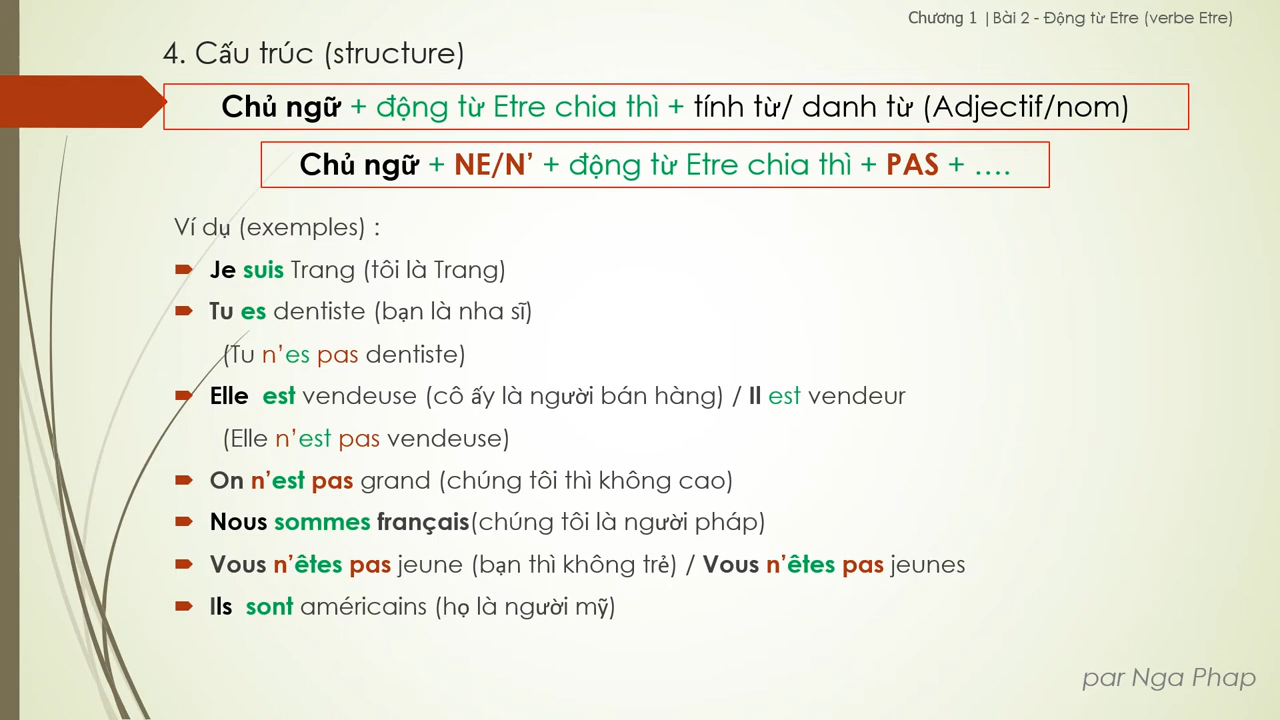 Chương 1 |Bài 2 - Động từ Etre (verbe Etre)
4. Cấu trúc (structure)
Chủ ngữ + động từ Etre chia thì + tính từ/ danh từ (Adjectif/nom)
Chủ ngữ + NE/N’ + động từ Etre chia thì + PAS + ….
Ví dụ (exemples) :
Je suis Trang (tôi là Trang)
Tu es dentiste (bạn là nha sĩ)
(Tu n’es pas dentiste)
Elle est vendeuse (cô ấy là người bán hàng) / Il est vendeur
(Elle n’est pas vendeuse)
On n’est pas grand (chúng tôi thì không cao)
Nous sommes français(chúng tôi là người pháp)
Vous n’êtes pas jeune (bạn thì không trẻ) / Vous n’êtes pas jeunes
Ils sont américains (họ là người mỹ)
par Nga Phap